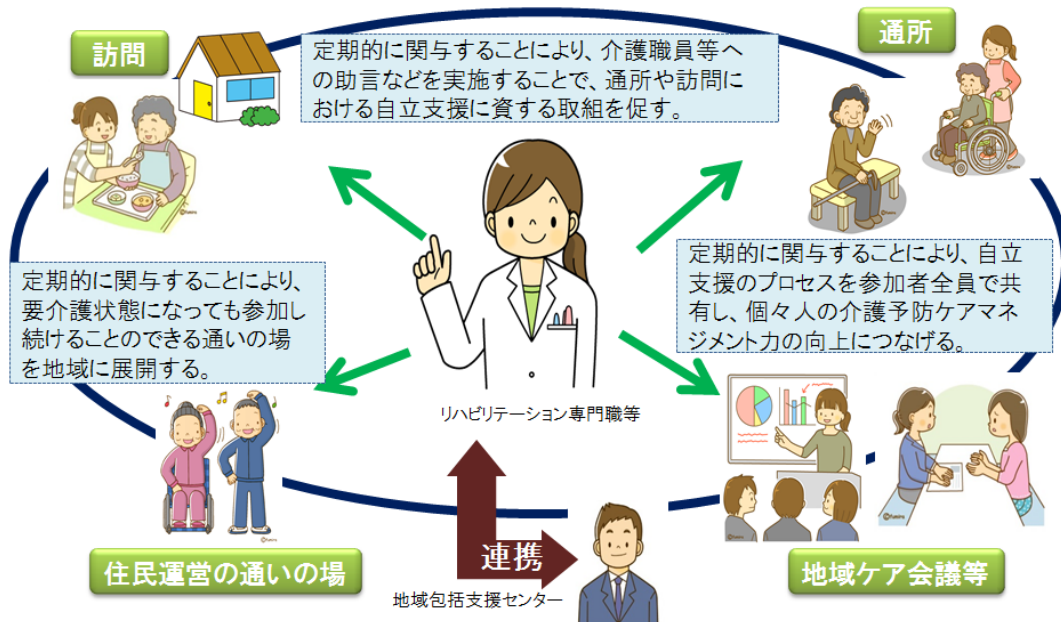 訪問
通所
定期的に関与することにより、介護職員等へ
の助言などを実施することで、通所や訪問に
おける自立支援に資する取組を促す。
定期的に関与することにより、
要介護状態になっても参加し
続けることのできる通いの場
を地域に展開する。
定期的に関与することにより、自立
支援のプロセスを参加者全員で共
有し、個々人の介護予防ケアマネ
ジメント力の向上につなげる。
リハビリテーション専門職等
連携
地域包括支援センター
住民運営の通いの場
地域ケア会議等